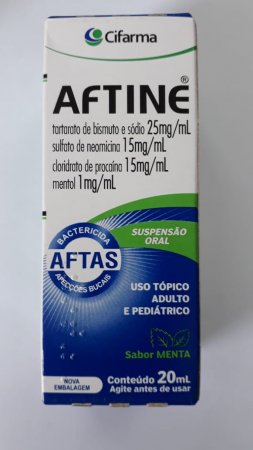 Cifarma
AFTINE®
tartarato de bismuto e sódio 25mg/mL
sulfato de neomicina 15mg/mL
cloridrato de procaína 15mg/mL
mentol 1mg/mL
BACTERICIDA
AFTAS
AFECÇÕES BUCAIS
SUSPENSÃO
ORAL
USO TÓPICO
ADULTO
E PEDIÁTRICO
Sabor MENTA
NOVA
EMBALAGEM
Conteúdo 20mL
Agite antes de usar